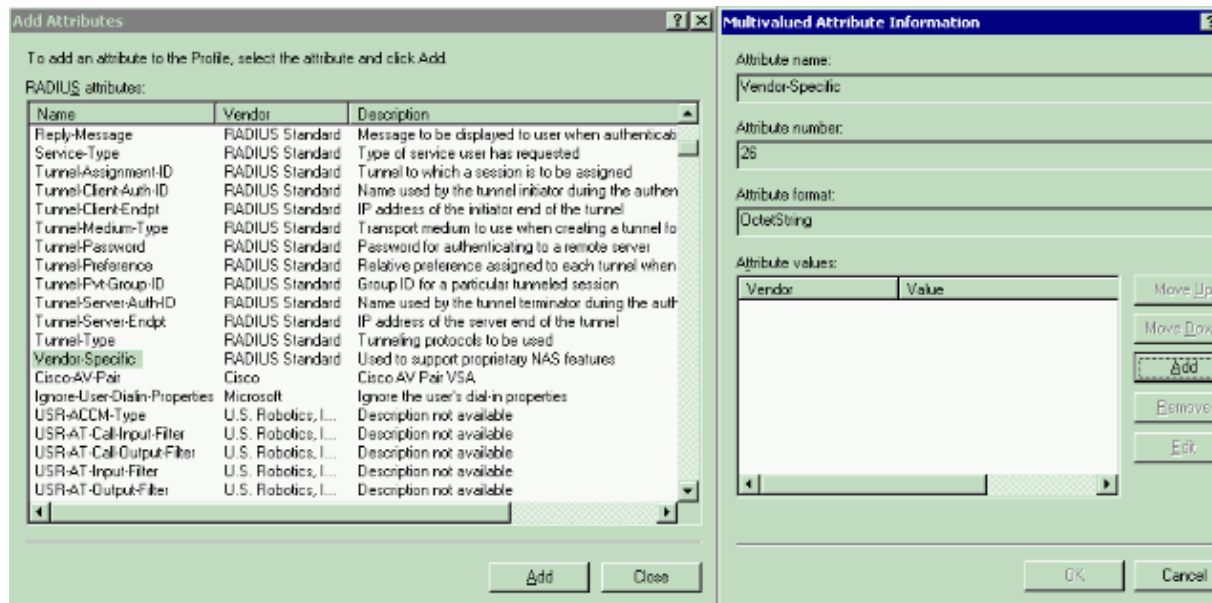 Add Attributes
To add an attribute to the Profile, select the attribute and click Add.
RADIUS attributes:
Name Vendor Description
Reply-Message RADIUS Standard Message to be displayed to user when authenticati
Service-Type RADIUS Standard Type of service user has requested
Tunnel-Assignment-ID RADIUS Standard Tunnel to which a session is to be assigned
Tunnel-Client-Auth-ID RADIUS Standard Name used by the tunnel initiator during the authen
Tunnel-Client-Endpt RADIUS Standard IP address of the initiator end of the tunnel
Tunnel-Medium-Type RADIUS Standard Transport medium to use when creating a tunnel fo
Tunnel-Password RADIUS Standard Password for authenticating to a remote server
Tunnel-Preference RADIUS Standard Relative preference assigned to each tunnel when
Tunnel-Pvt-Group-ID RADIUS Standard Group ID for a particular tunneled session
Tunnel-Server-Auth-ID RADIUS Standard Name used by the tunnel terminator during the auth
Tunnel-Server-Endpt RADIUS Standard IP address of the server end of the tunnel
Tunnel-Type RADIUS Standard Tunneling protocols to be used
Vendor-Specific RADIUS Standard Used to support proprietary NAS features
Cisco-AV-Pair Cisco Cisco AV Pair VSA
Ignore-User-Dialin-Properties Microsoft Ignore the user's dial-in properties
USR-ACCM-Type U.S. Robotics, I... Description not available
USR-AT-Call-Input-Filter U.S. Robotics, I... Description not available
USR-AT-Call-Output-Filter U.S. Robotics, I... Description not available
USR-AT-Input-Filter U.S. Robotics, I... Description not available
USR-AT-Output-Filter U.S. Robotics, I... Description not available
Add Close
Multivalued Attribute Information
Attribute name:
Vendor-Specific
Attribute number:
26
Attribute format:
OctetString
Attribute values:
Vendor Value
Move Up
Move Dow
Add
Remove
Edit
OK Cancel